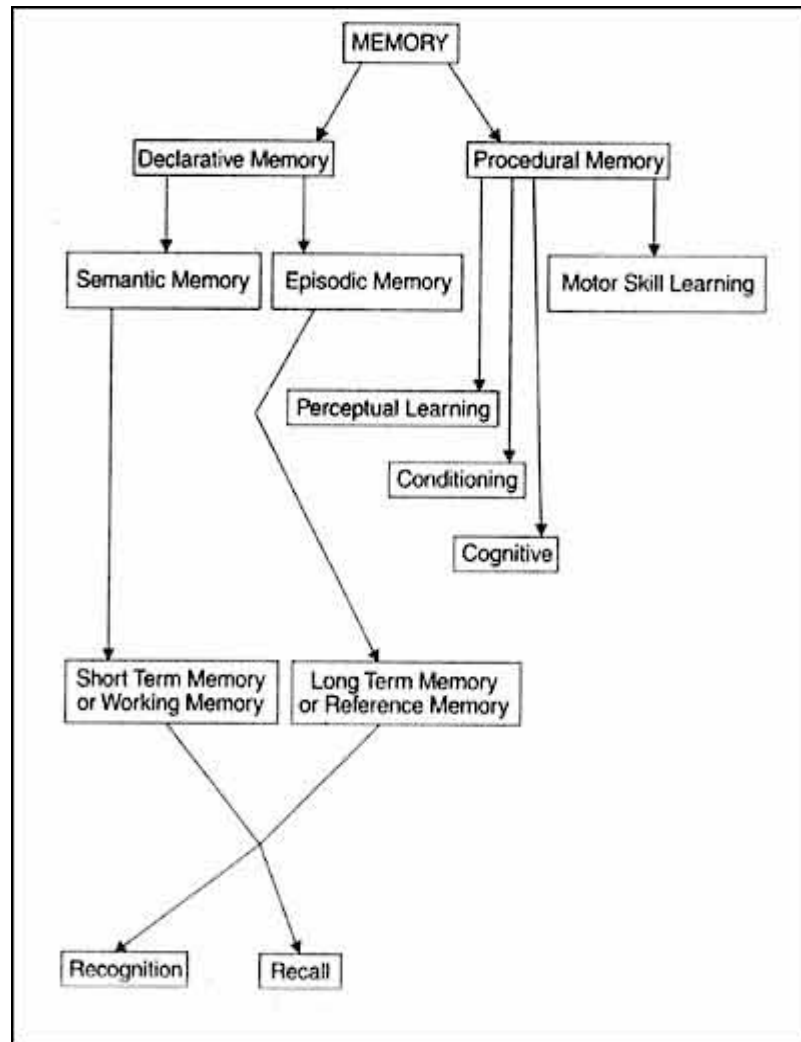 MEMORY
Declarative Memory
Procedural Memory
Semantic Memory
Episodic Memory
Motor Skill Learning
Perceptual Learning
Conditioning
Cognitive
Short Term Memory
or Working Memory
Long Term Memory
or Reference Memory
Recognition
Recall